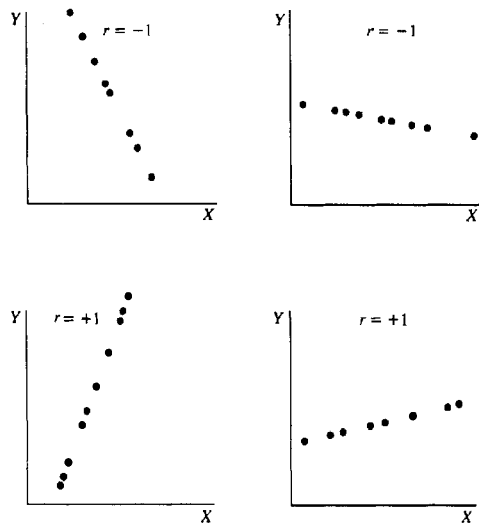 Y
r = −1
X
Y
r = −1
X
Y
r = +1
X
Y
r = +1
X